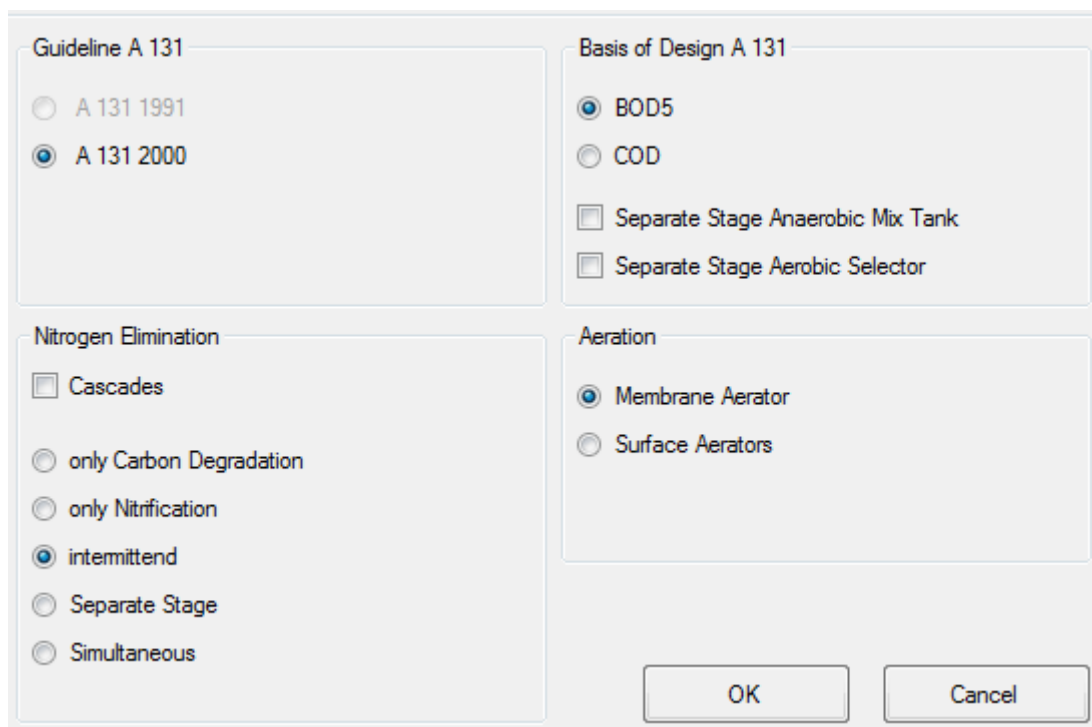 Guideline A 131
A 131 1991
A 131 2000
Basis of Design A 131
BOD5
COD
Separate Stage Anaerobic Mix Tank
Separate Stage Aerobic Selector
Nitrogen Elimination
Cascades
only Carbon Degradation
only Nitrification
intermittend
Separate Stage
Simultaneous
Aeration
Membrane Aerator
Surface Aerators
OK
Cancel